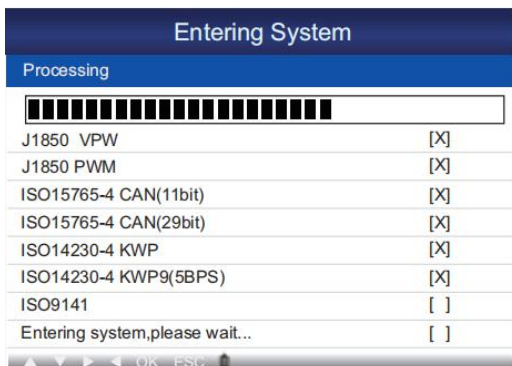 Entering System
Processing
J1850 VPW [X]
J1850 PWM [X]
ISO15765-4 CAN(11bit) [X]
ISO15765-4 CAN(29bit) [X]
ISO14230-4 KWP [X]
ISO14230-4 KWP9(5BPS) [X]
ISO9141 [ ]
Entering system,please wait... [ ]
OK ESC